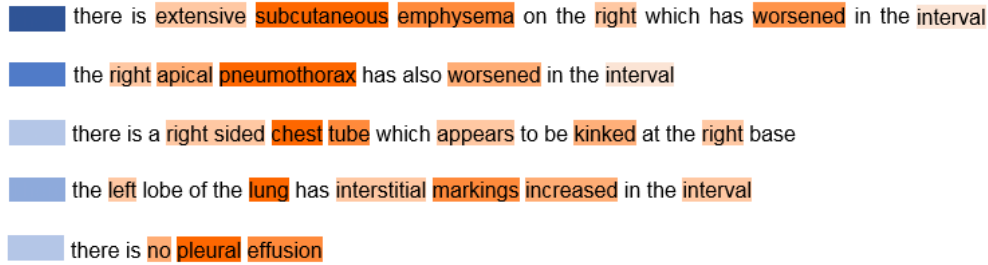 there is extensive subcutaneous emphysema on the right which has worsened in the interval
the right apical pneumothorax has also worsened in the interval
there is a right sided chest tube which appears to be kinked at the right base
the left lobe of the lung has interstitial markings increased in the interval
there is no pleural effusion